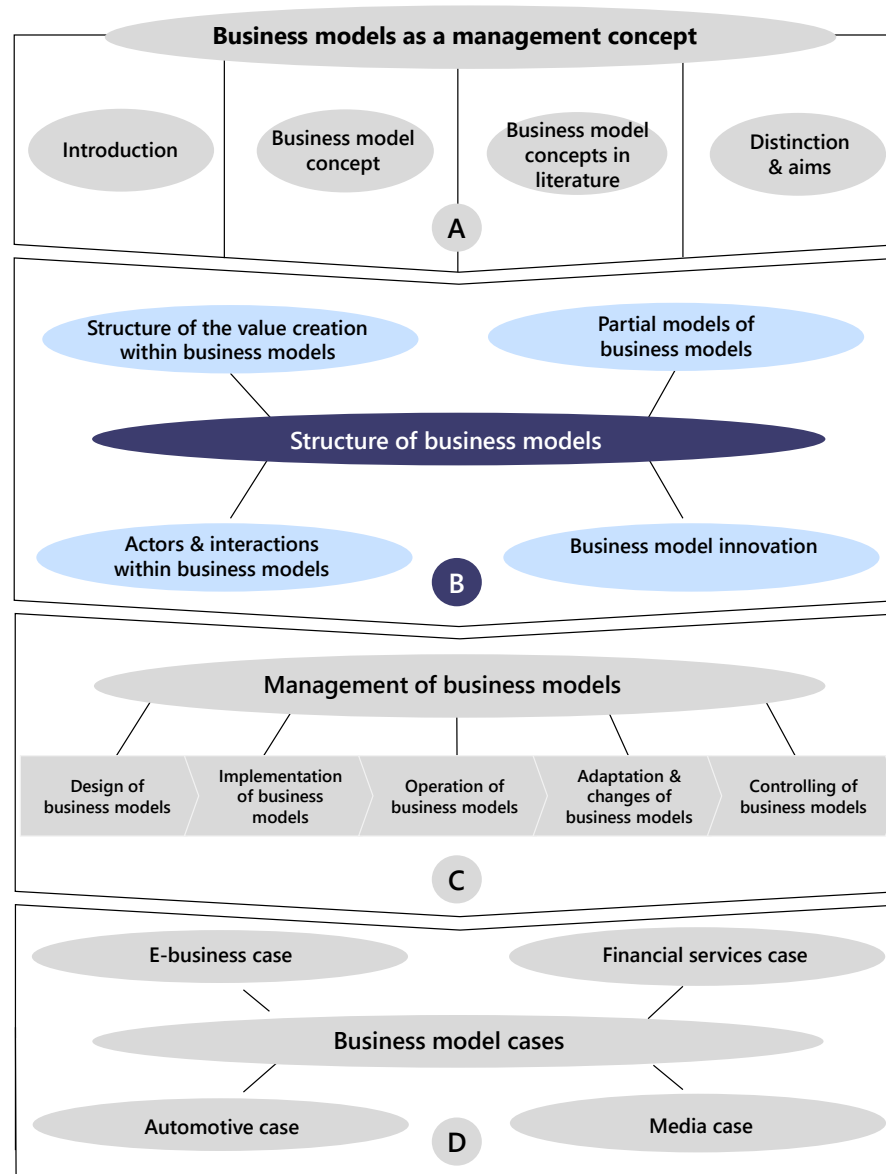 Business models as a management concept
Introduction
Business model
concept
Business model
concepts in
literature
Distinction
& aims
A
Structure of the value creation
within business models
Partial models of
business models
Structure of business models
Actors & interactions
within business models
Business model innovation
B
Management of business models
Design of
business models
Implementation
of business
models
Operation of
business models
Adaptation &
changes of
business models
Controlling of
business models
C
E-business case
Financial services case
Business model cases
Automotive case
Media case
D